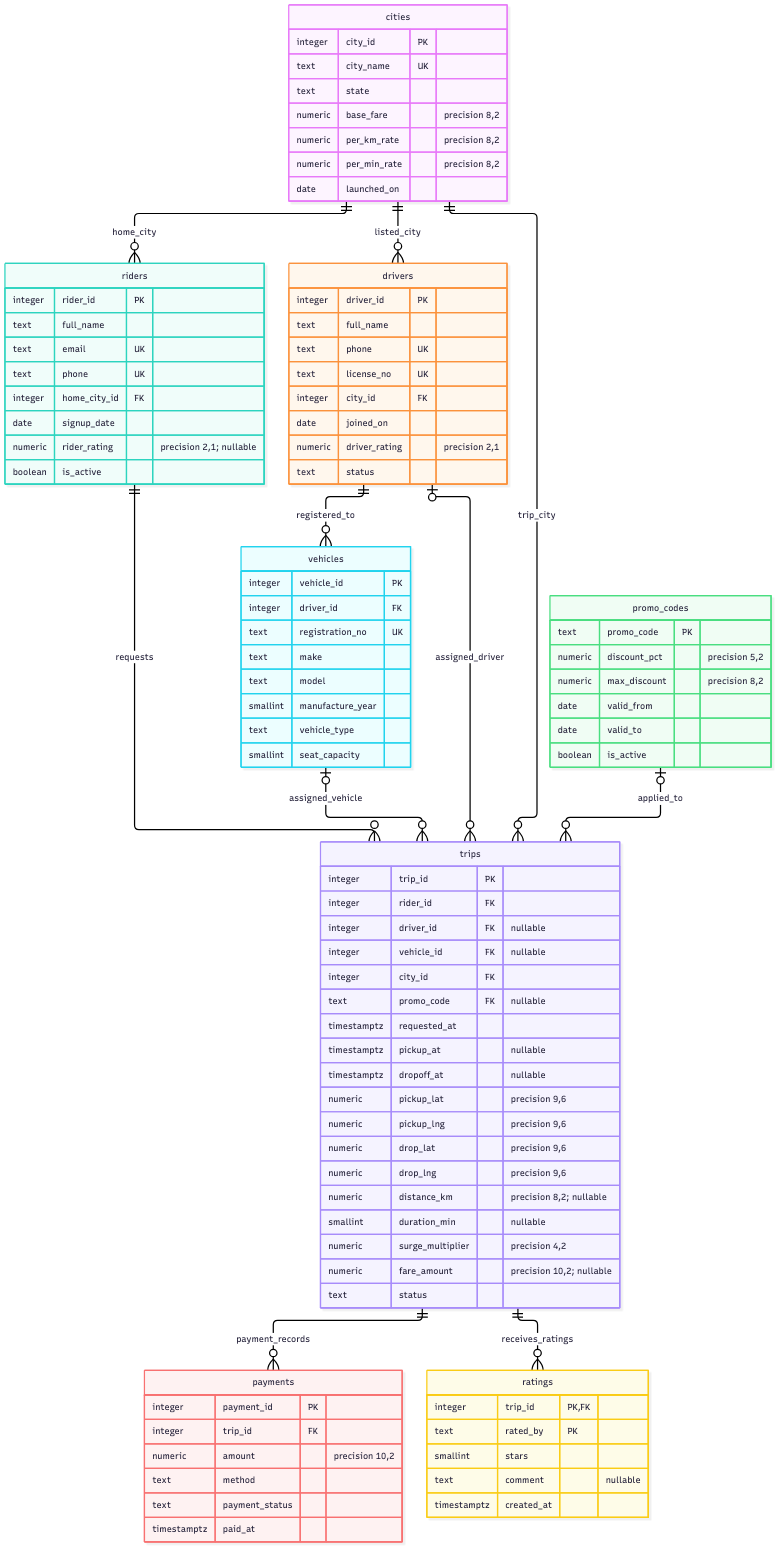 cities
integer city_id PK
text city_name UK
text state
numeric base_fare precision 8,2
numeric per_km_rate precision 8,2
numeric per_min_rate precision 8,2
date launched_on
home_city
listed_city
riders
integer rider_id PK
text full_name
text email UK
text phone UK
integer home_city_id FK
date signup_date
numeric rider_rating precision 2,1; nullable
boolean is_active
drivers
integer driver_id PK
text full_name
text phone UK
text license_no UK
integer city_id FK
date joined_on
numeric driver_rating precision 2,1
text status
registered_to
trip_city
vehicles
integer vehicle_id PK
integer driver_id FK
text registration_no UK
text make
text model
smallint manufacture_year
text vehicle_type
smallint seat_capacity
requests
assigned_driver
promo_codes
text promo_code PK
numeric discount_pct precision 5,2
numeric max_discount precision 8,2
date valid_from
date valid_to
boolean is_active
assigned_vehicle
applied_to
trips
integer trip_id PK
integer rider_id FK
integer driver_id FK nullable
integer vehicle_id FK nullable
integer city_id FK
text promo_code FK nullable
timestamptz requested_at
timestamptz pickup_at nullable
timestamptz dropoff_at nullable
numeric pickup_lat precision 9,6
numeric pickup_lng precision 9,6
numeric drop_lat precision 9,6
numeric drop_lng precision 9,6
numeric distance_km precision 8,2; nullable
smallint duration_min nullable
numeric surge_multiplier precision 4,2
numeric fare_amount precision 10,2; nullable
text status
payment_records
receives_ratings
payments
integer payment_id PK
integer trip_id FK
numeric amount precision 10,2
text method
text payment_status
timestamptz paid_at
ratings
integer trip_id PK,FK
text rated_by PK
smallint stars
text comment nullable
timestamptz created_at